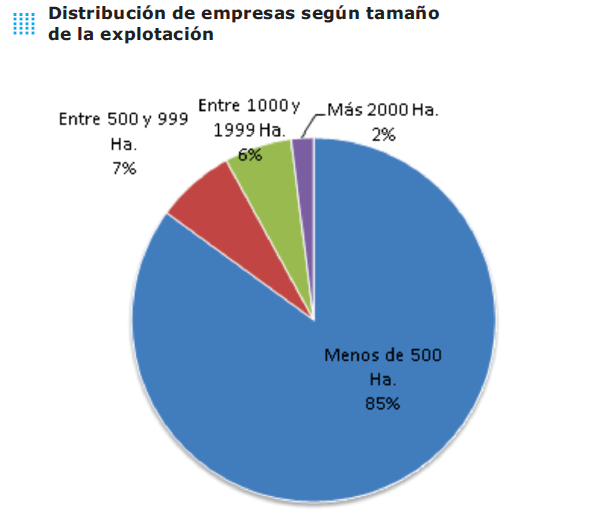 Distribución de empresas según tamaño
de la explotación
Entre 500 y 999
Ha.
7%
Entre 1000 y
1999 Ha.
6%
Más 2000 Ha.
2%
Menos de 500
Ha.
85%